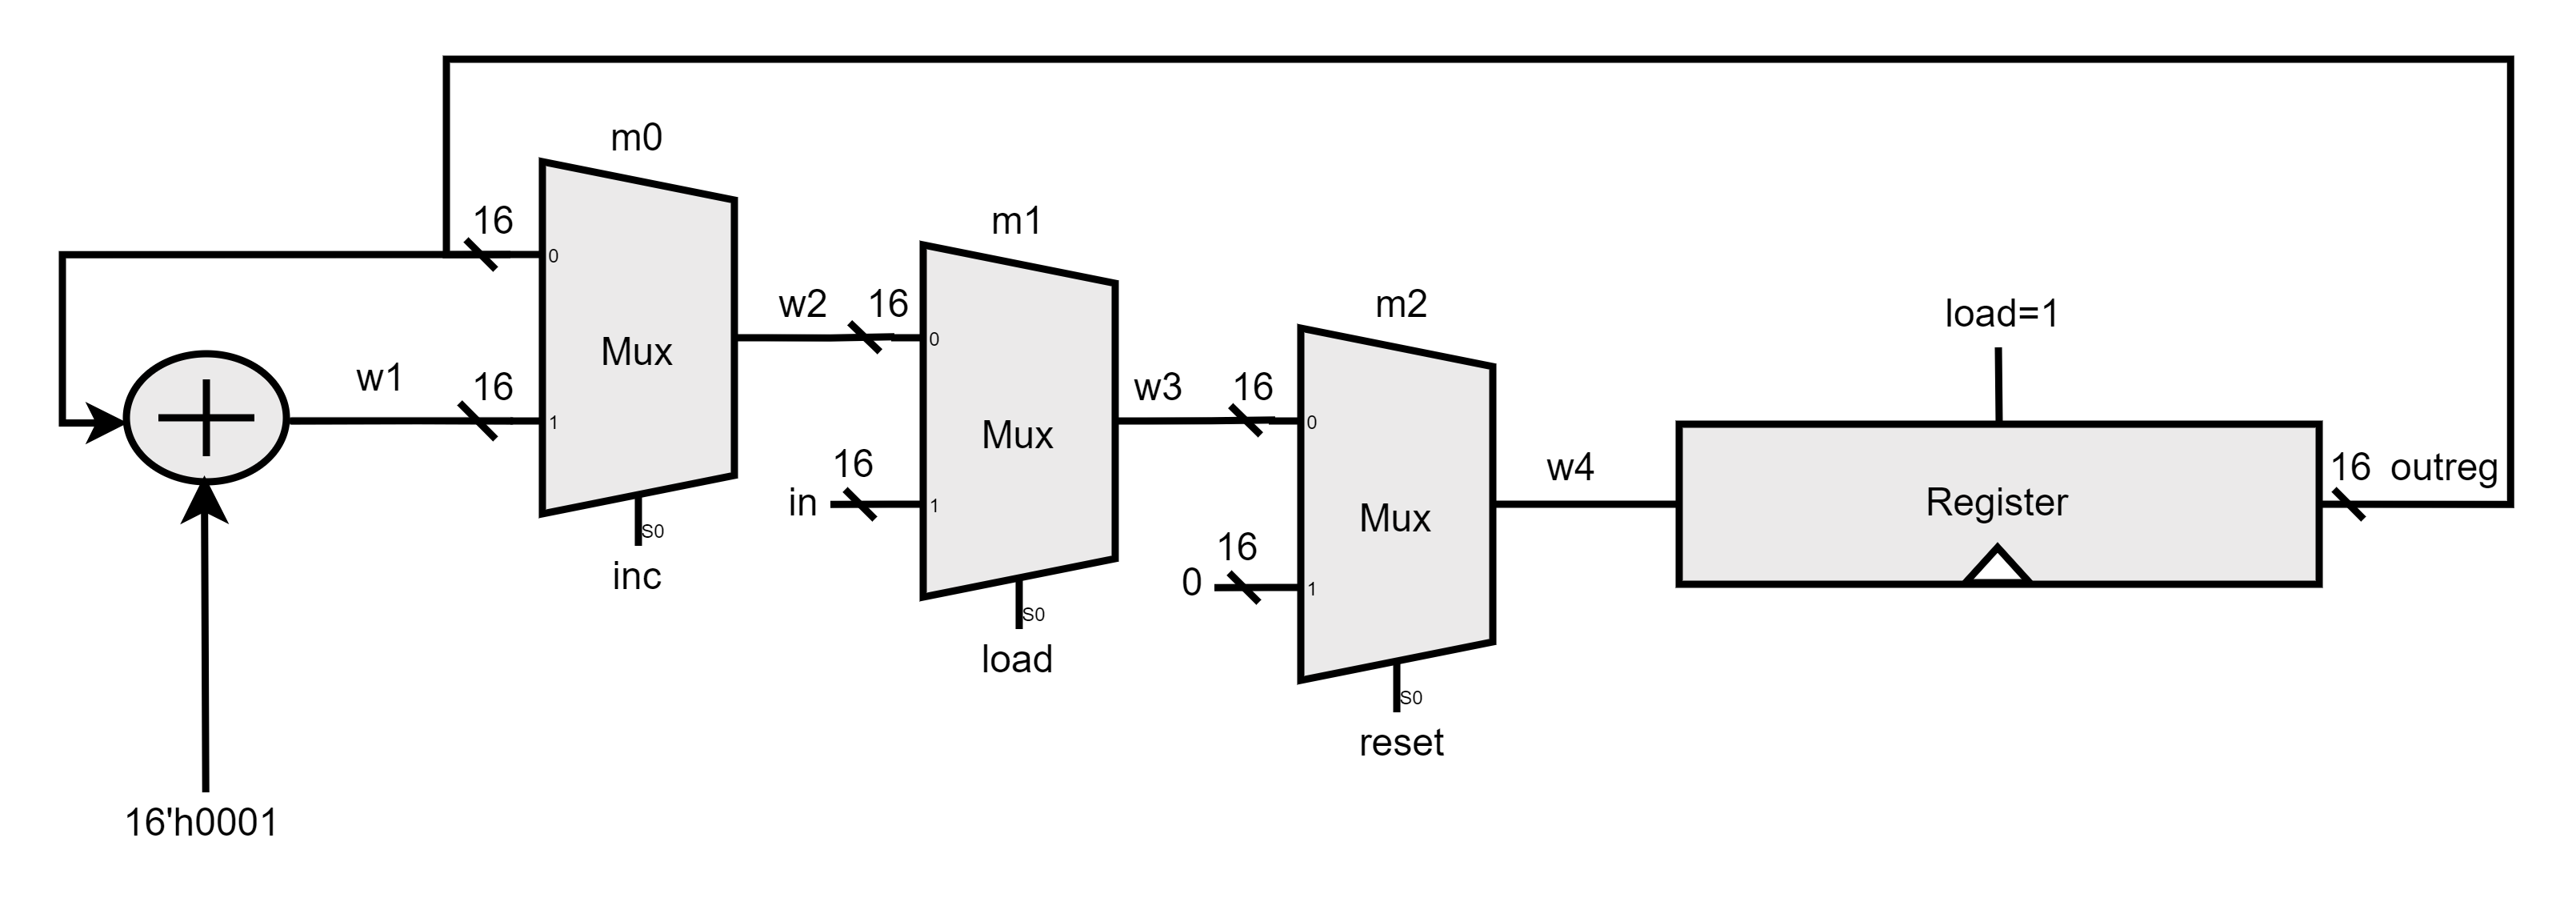 m0
16
0
m1
w2
16
0
m2
load=1
Mux
w1
16
1
w3
16
0
Mux
in
16
1
w4
16 outreg
Register
Mux
S0
inc
0
16
1
S0
load
S0
reset
16'h0001